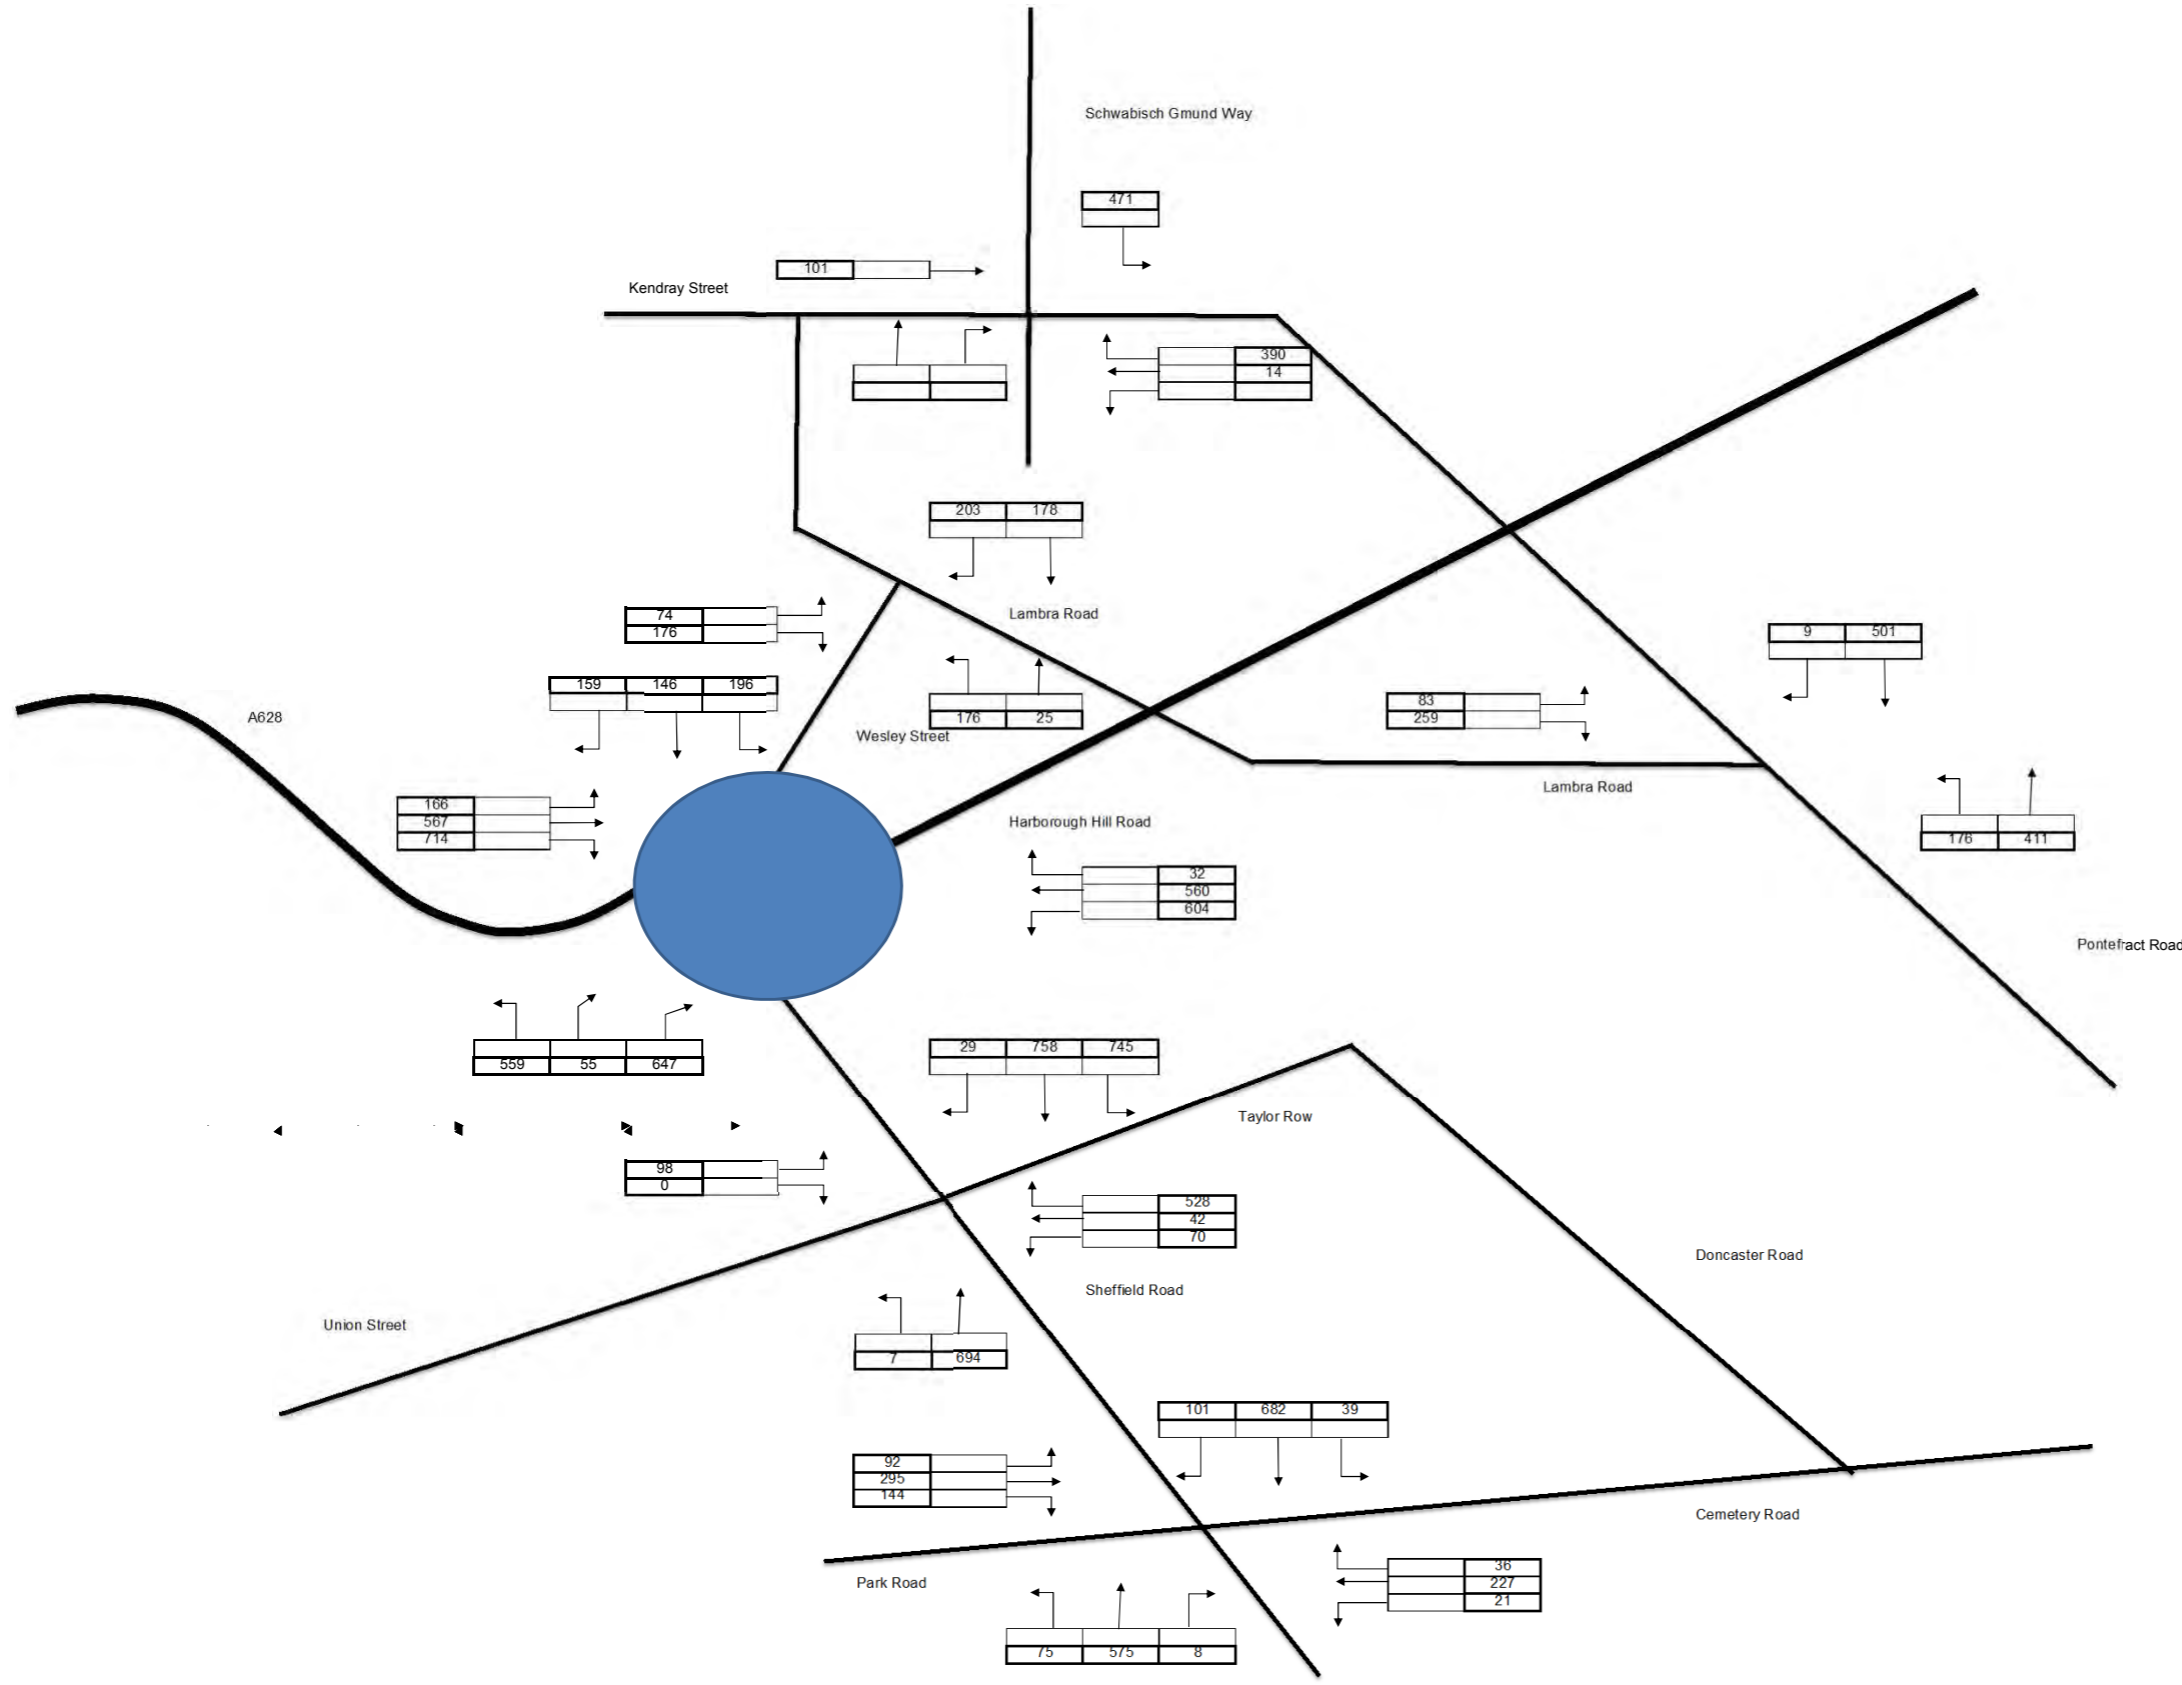 Schwabisch Gmund Way
471
101
Kendray Street
390
14
203 178
74
176
Lambra Road
9 501
159 146 196
A628
176 25
83
259
Wesley Street
Lambra Road
166
567
714
Harborough Hill Road
176 411
32
560
604
Pontefract Road
559 55 647
29 758 745
Taylor Row
98
0
528
42
70
Doncaster Road
Sheffield Road
Union Street
7 694
101 682 39
92
295
144
Cemetery Road
Park Road
36
227
21
75 575 8